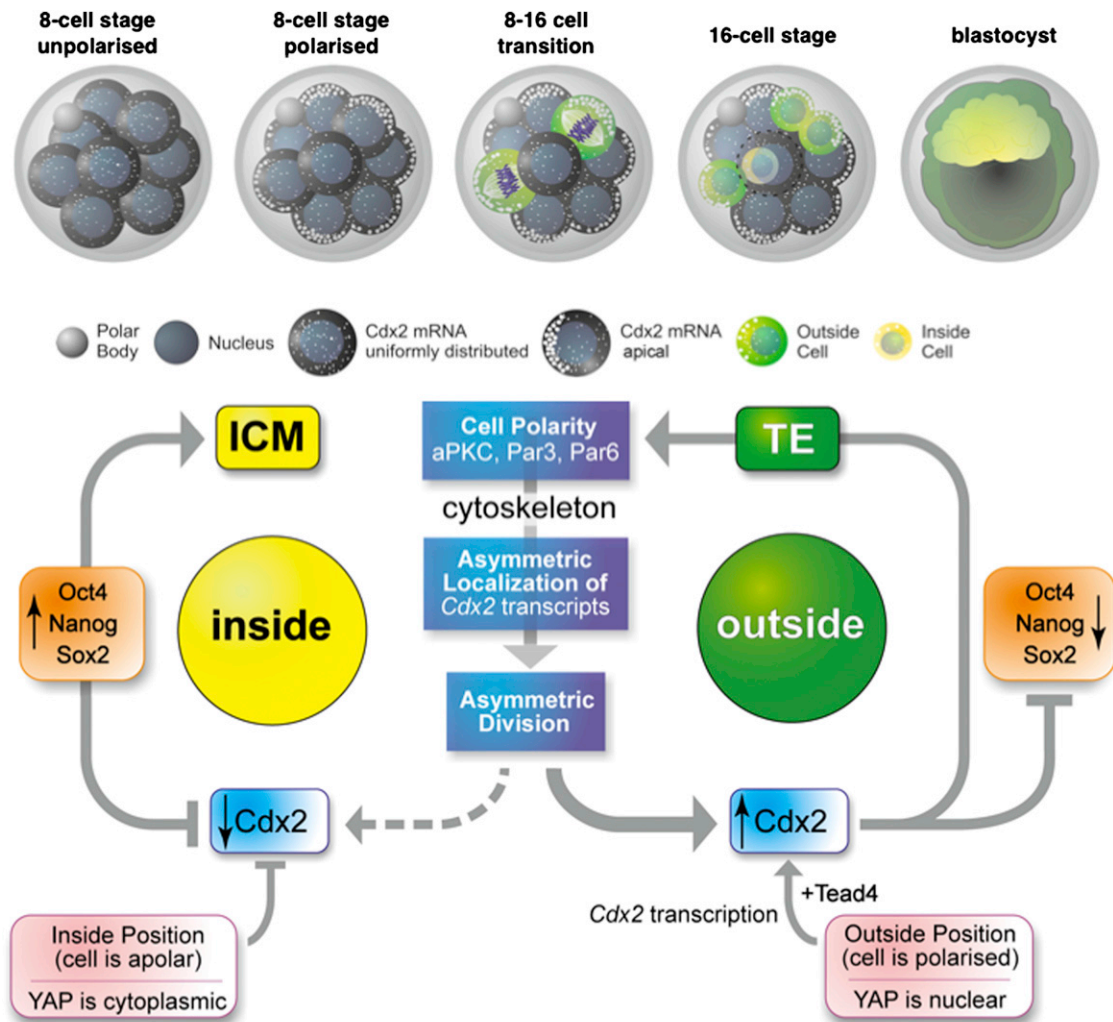 8-cell stage
unpolarised
8-cell stage
polarised
8-16 cell
transition
16-cell stage
blastocyst
Polar
Body
Nucleus
Cdx2 mRNA
uniformly distributed
Cdx2 mRNA
apical
Outside
Cell
Inside
Cell
ICM
Cell Polarity
aPKC, Par3, Par6
TE
cytoskeleton
Asymmetric
Localization of
Cdx2 transcripts
Oct4
Nanog
Sox2
inside
outside
Oct4
Nanog
Sox2
Asymmetric
Division
Cdx2
Cdx2
+Tead4
Cdx2 transcription
Inside Position
(cell is apolar)
YAP is cytoplasmic
Outside Position
(cell is polarised)
YAP is nuclear